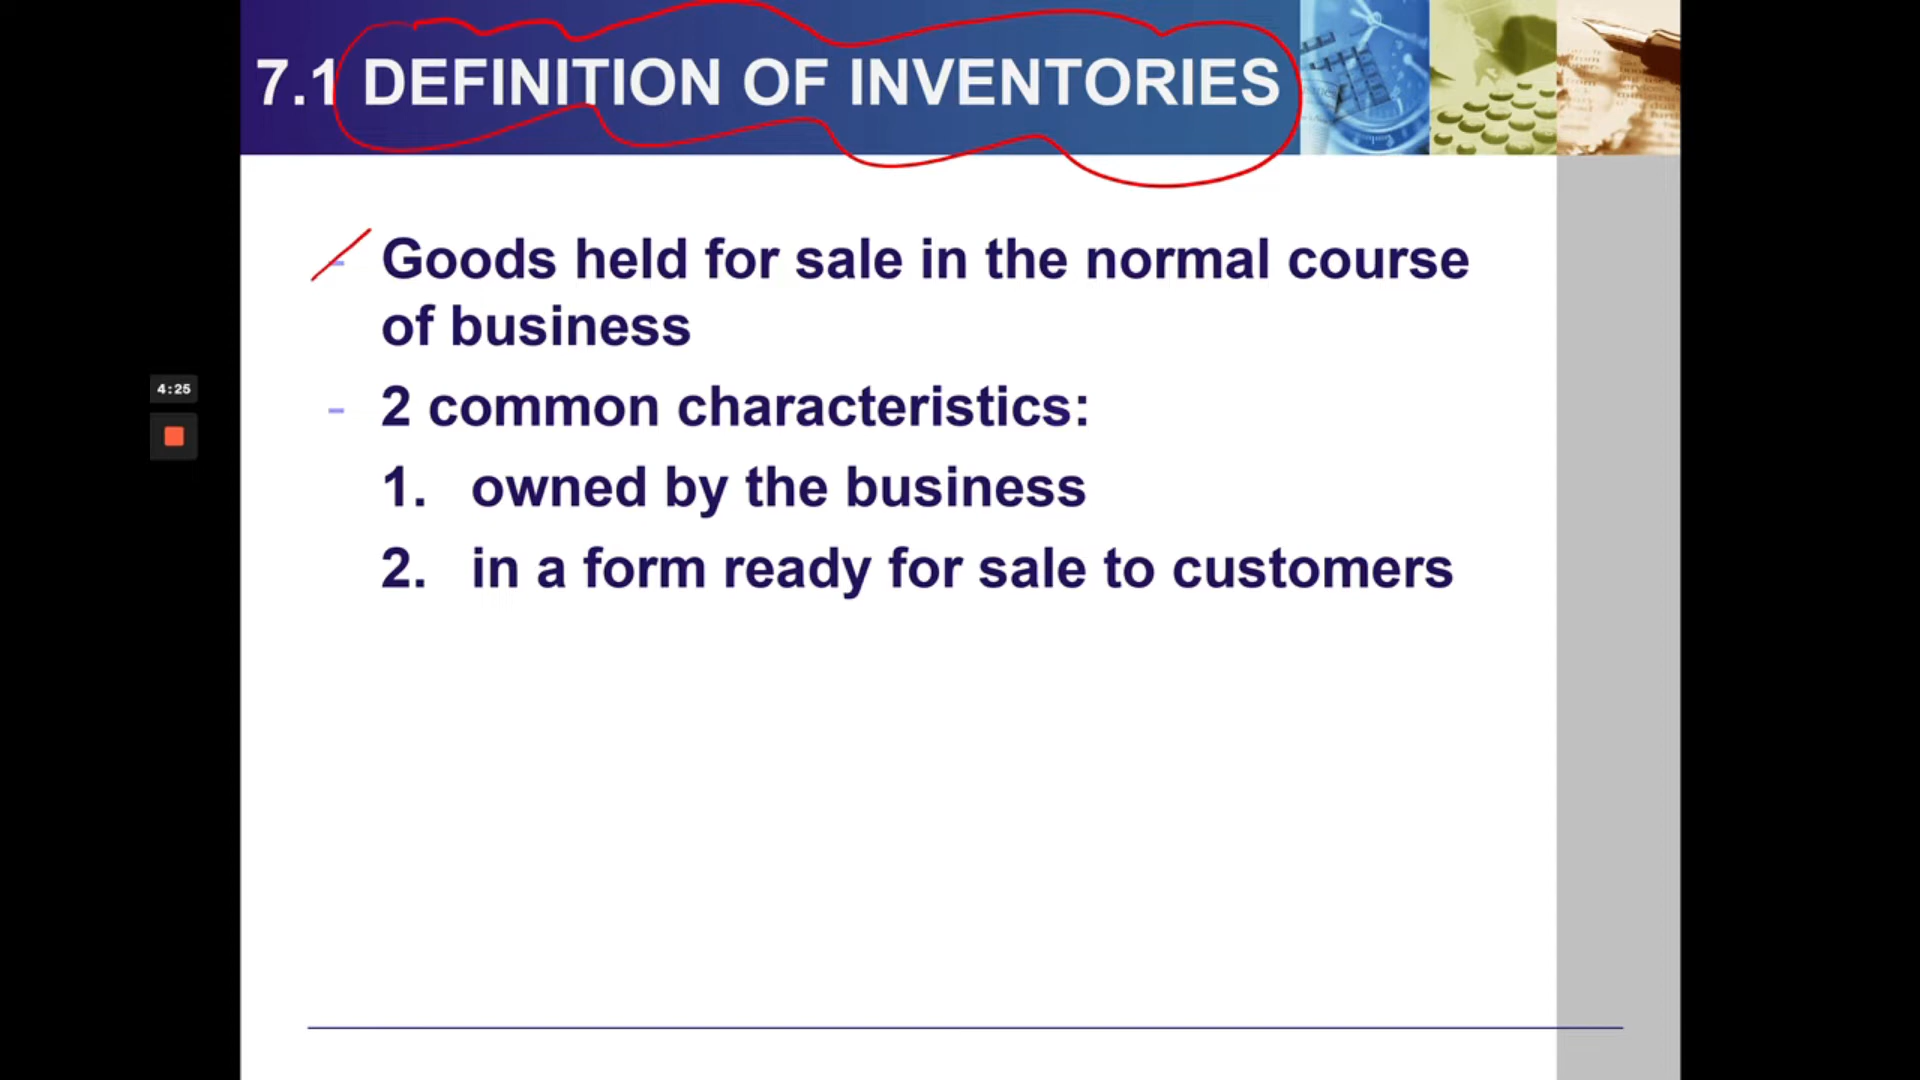 7.1 DEFINITION OF INVENTORIES
- Goods held for sale in the normal course
of business
4:25
- 2 common characteristics:
1. owned by the business
2. in a form ready for sale to customers